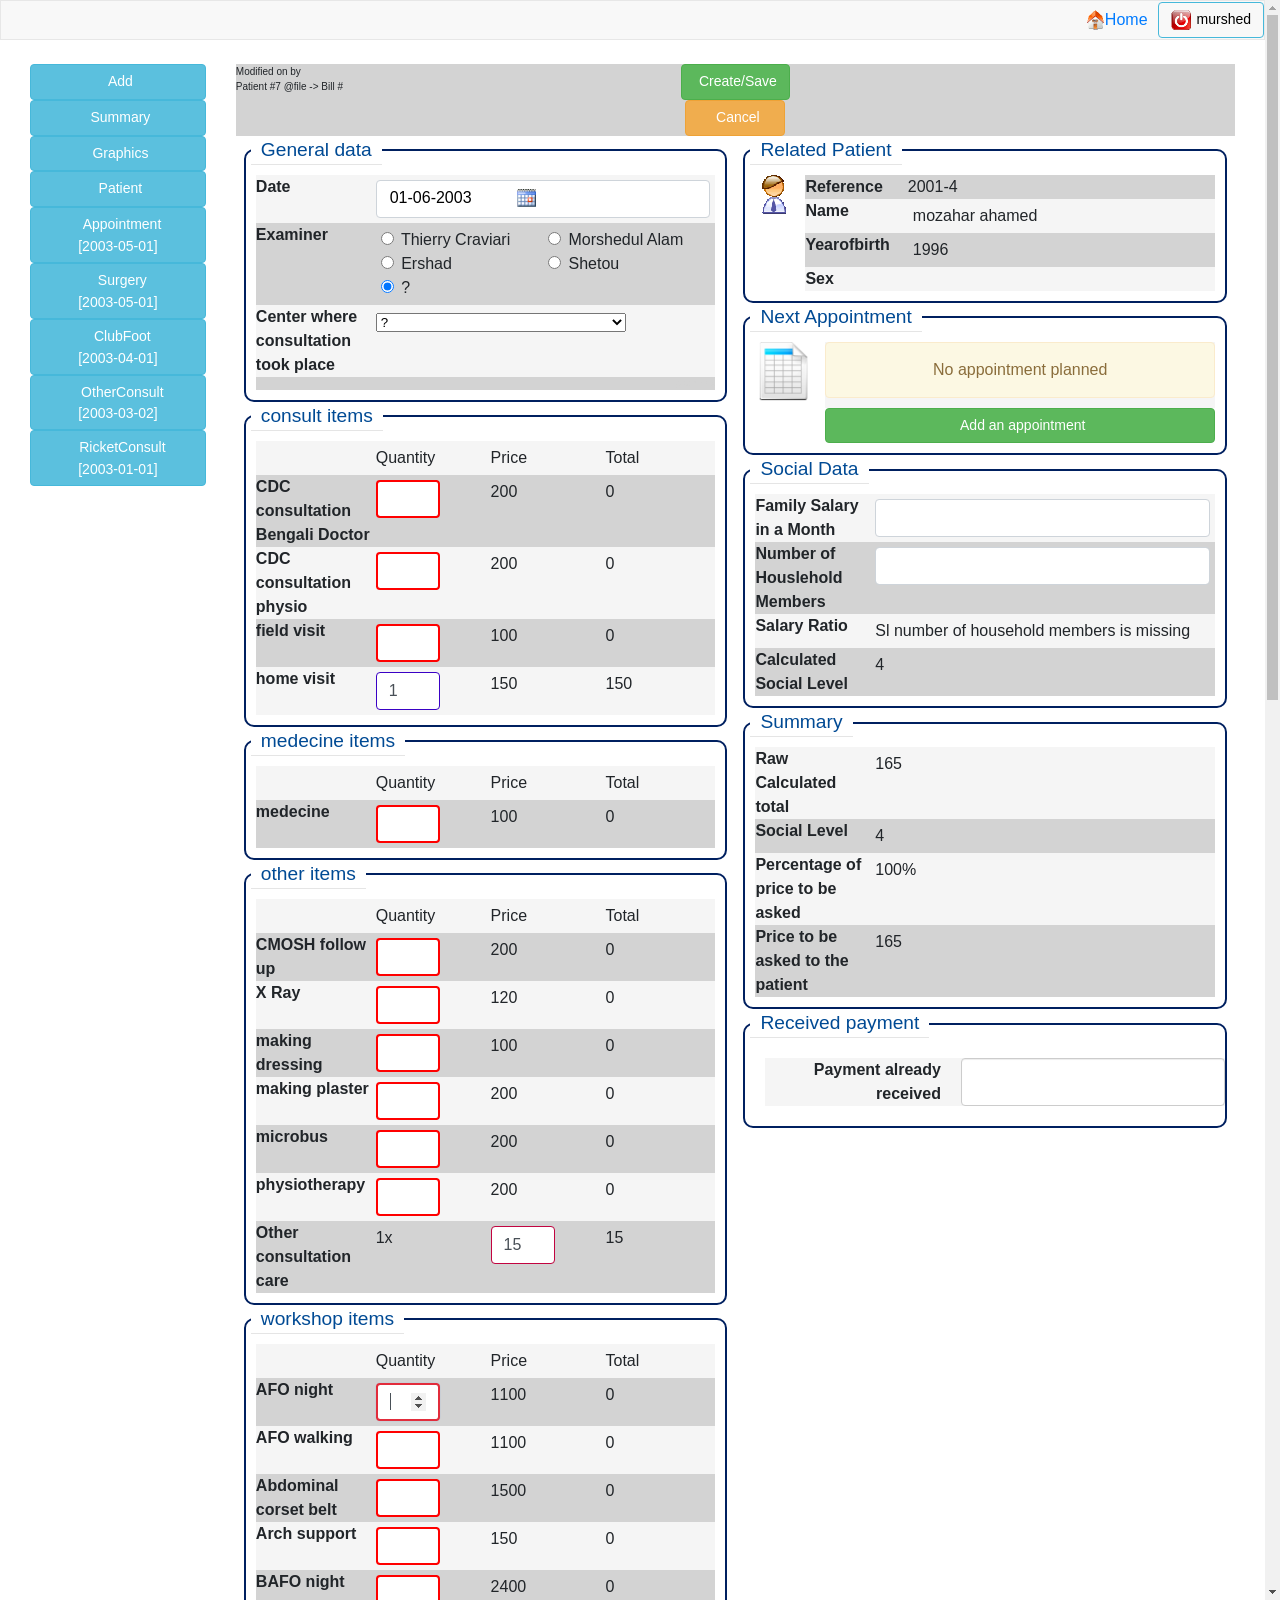 Home
murshed
Add
Summary
Graphics
Patient
Appointment
[2003-05-01]
Surgery
[2003-05-01]
ClubFoot
[2003-04-01]
OtherConsult
[2003-03-02]
RicketConsult
[2003-01-01]
Modified on by
Patient #7 @file -> Bill #
Create/Save
Cancel
General data
Date
01-06-2003
Examiner
Thierry Craviari
Morshedul Alam
Ershad
Shetou
?
Center where
consultation
took place
?
consult items
Quantity Price Total
CDC
consultation
Bengali Doctor
200 0
CDC
consultation
physio
200 0
field visit
100 0
home visit
1 150 150
medecine items
Quantity Price Total
medecine
100 0
other items
Quantity Price Total
CMOSH follow
up
200 0
X Ray
120 0
making
dressing
100 0
making plaster
200 0
microbus
200 0
physiotherapy
200 0
Other
consultation
care
1x 15 15
workshop items
Quantity Price Total
AFO night
1100 0
AFO walking
1100 0
Abdominal
corset belt
1500 0
Arch support
150 0
BAFO night
2400 0
Related Patient
Reference 2001-4
Name mozahar ahamed
Yearofbirth 1996
Sex
Next Appointment
No appointment planned
Add an appointment
Social Data
Family Salary
in a Month
Number of
Houslehold
Members
Salary Ratio Sl number of household members is missing
Calculated
Social Level
4
Summary
Raw
Calculated
total
165
Social Level 4
Percentage of
price to be
asked
100%
Price to be
asked to the
patient
165
Received payment
Payment already
received